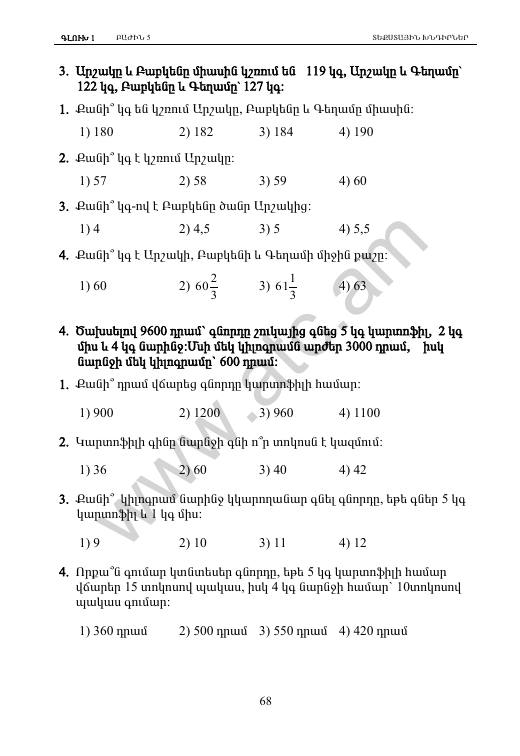 ԳԼՈՒԽ 1 ԲԱԺԻՆ 5 ՏԵՔՍՏԱՅԻՆ ԽՆԴԻՐՆԵՐ
3. Արշակը և Բաբկենը միասին կշռում են 119 կգ, Արշակը և Գեղամը՝
122 կգ, Բաբկենը և Գեղամը՝ 127 կգ:
1. Քանի՞ կգ են կշռում Արշակը, Բաբկենը և Գեղամը միասին:
1) 180 2) 182 3) 184 4) 190
2. Քանի՞ կգ է կշռում Արշակը:
1) 57 2) 58 3) 59 4) 60
3. Քանի՞ կգ-ով է Բաբկենը ծանր Արշակից:
1) 4 2) 4,5 3) 5 4) 5,5
4. Քանի՞ կգ է Արշակի, Բաբկենի և Գեղամի միջին քաշը:
1) 60 2) 60 2/3 3) 61 1/3 4) 63
4. Ծախսելով 9600 դրամ՝ գնորդը շուկայից գնեց 5 կգ կարտոֆիլ, 2 կգ
միս և 4 կգ նարինջ:Մսի մեկ կիլոգրամն արժեր 3000 դրամ, իսկ
նարնջի մեկ կիլոգրամը՝ 600 դրամ:
1. Քանի՞ դրամ վճարեց գնորդը կարտոֆիլի համար:
1) 900 2) 1200 3) 960 4) 1100
2. Կարտոֆիլի գինը նարնջի գնի ո՞ր տոկոսն է կազմում:
1) 36 2) 60 3) 40 4) 42
3. Քանի՞ կիլոգրամ նարինջ կկարողանար գնել գնորդը, եթե գներ 5 կգ
կարտոֆիլ և 1 կգ միս:
1) 9 2) 10 3) 11 4) 12
4. Որքա՞ն գումար կտնտեսեր գնորդը, եթե 5 կգ կարտոֆիլի համար
վճարեր 15 տոկոսով պակաս, իսկ 4 կգ նարնջի համար՝ 10տոկոսով
պակաս գումար:
1) 360 դրամ 2) 500 դրամ 3) 550 դրամ 4) 420 դրամ
www.atc.am
68